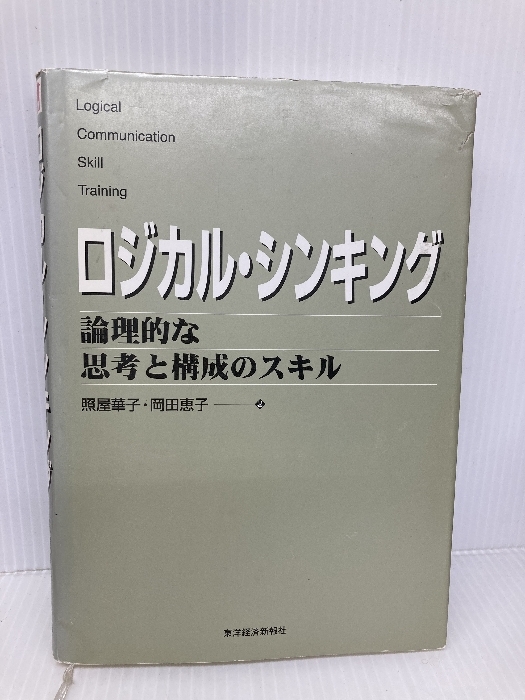 Logical
Communication
Skill
Training
ロジカル・シンキング
論理的な
思考と構成のスキル
照屋華子・岡田恵子
東洋経済新報社